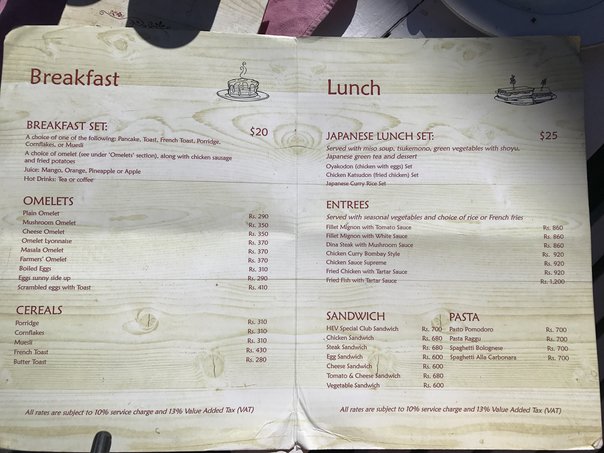 Breakfast
BREAKFAST SET: $20
A choice of one of the following: Pancake, Toast, French Toast, Porridge,
Cornflakes, or Muesli
A choice of omelet (see under 'Omelets' section), along with chicken sausage
and fried potatoes
Juice: Mango, Orange, Pineapple or Apple
Hot Drinks: Tea or coffee
OMELETS
Plain Omelet Rs. 290
Mushroom Omelet Rs. 350
Cheese Omelet Rs. 350
Omelet Lyonnaise Rs. 370
Masala Omelet Rs. 370
Farmers' Omelet Rs. 370
Boiled Eggs Rs. 310
Eggs sunny side up Rs. 290
Scrambled eggs with Toast Rs. 410
CEREALS
Porridge Rs. 310
Cornflakes Rs. 310
Muesli Rs. 310
French Toast Rs. 430
Butter Toast Rs. 280
All rates are subject to 10% service charge and 13% Value Added Tax (VAT)
Lunch
JAPANESE LUNCH SET: $25
Served with miso soup, tsukemono, green vegetables with shoyu,
Japanese green tea and dessert
Oyakodon (chicken with eggs) Set
Chicken Katsudon (fried chicken) Set
Japanese Curry Rice Set
ENTREES
Served with seasonal vegetables and choice of rice or French fries
Fillet Mignon with Tomato Sauce Rs. 860
Fillet Mignon with White Sauce Rs. 860
Dina Steak with Mushroom Sauce Rs. 860
Chicken Curry Bombay Style Rs. 920
Chicken Sauce Supreme Rs. 920
Fried Chicken with Tartar Sauce Rs. 920
Fried Fish with Tartar Sauce Rs. 1,200
SANDWICH
HEV Special Club Sandwich Rs. 700
Chicken Sandwich Rs. 680
Steak Sandwich Rs. 680
Egg Sandwich Rs. 600
Cheese Sandwich Rs. 600
Tomato & Cheese Sandwich Rs. 680
Vegetable Sandwich Rs. 600
PASTA
Pasto Pomodoro Rs. 700
Pasta Raggu Rs. 700
Spaghetti Bolognese Rs. 700
Spaghetti Alla Carbonara Rs. 700
All rates are subject to 10% service charge and 13% Value Added Tax (VAT)